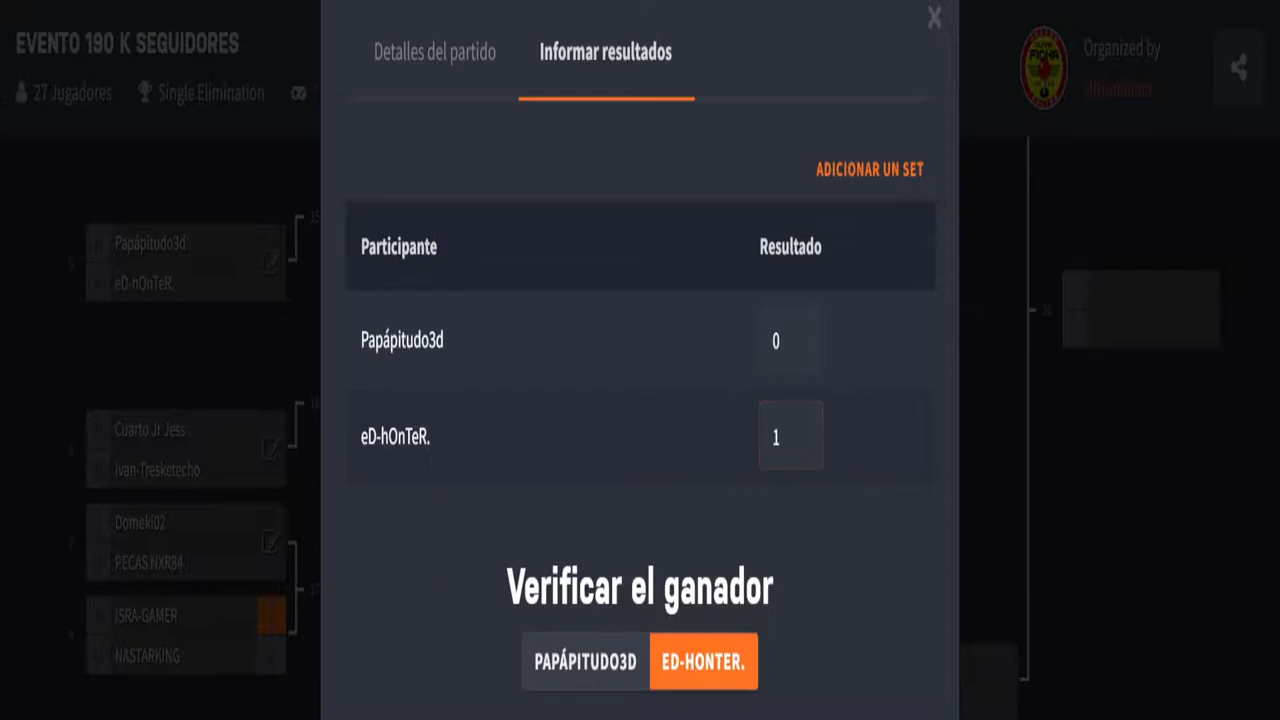 EVENTO 190 K SEGUIDORES
27 Jugadores
Single Elimination
Detalles del partido
Informar resultados
X
Organized by
ADICIONAR UN SET
Participante
Resultado
Papápitudo3d
0
eD-hOnTeR.
1
Verificar el ganador
PAPÁPITUDO3D
ED-HONTER.
Papápitudo3d
eD-hOnTeR.
Cuarto Jr Jess
Ivan-Tresketecho
Domeki02
PECAS NXR84
ISRA-GAMER
NASTARKING